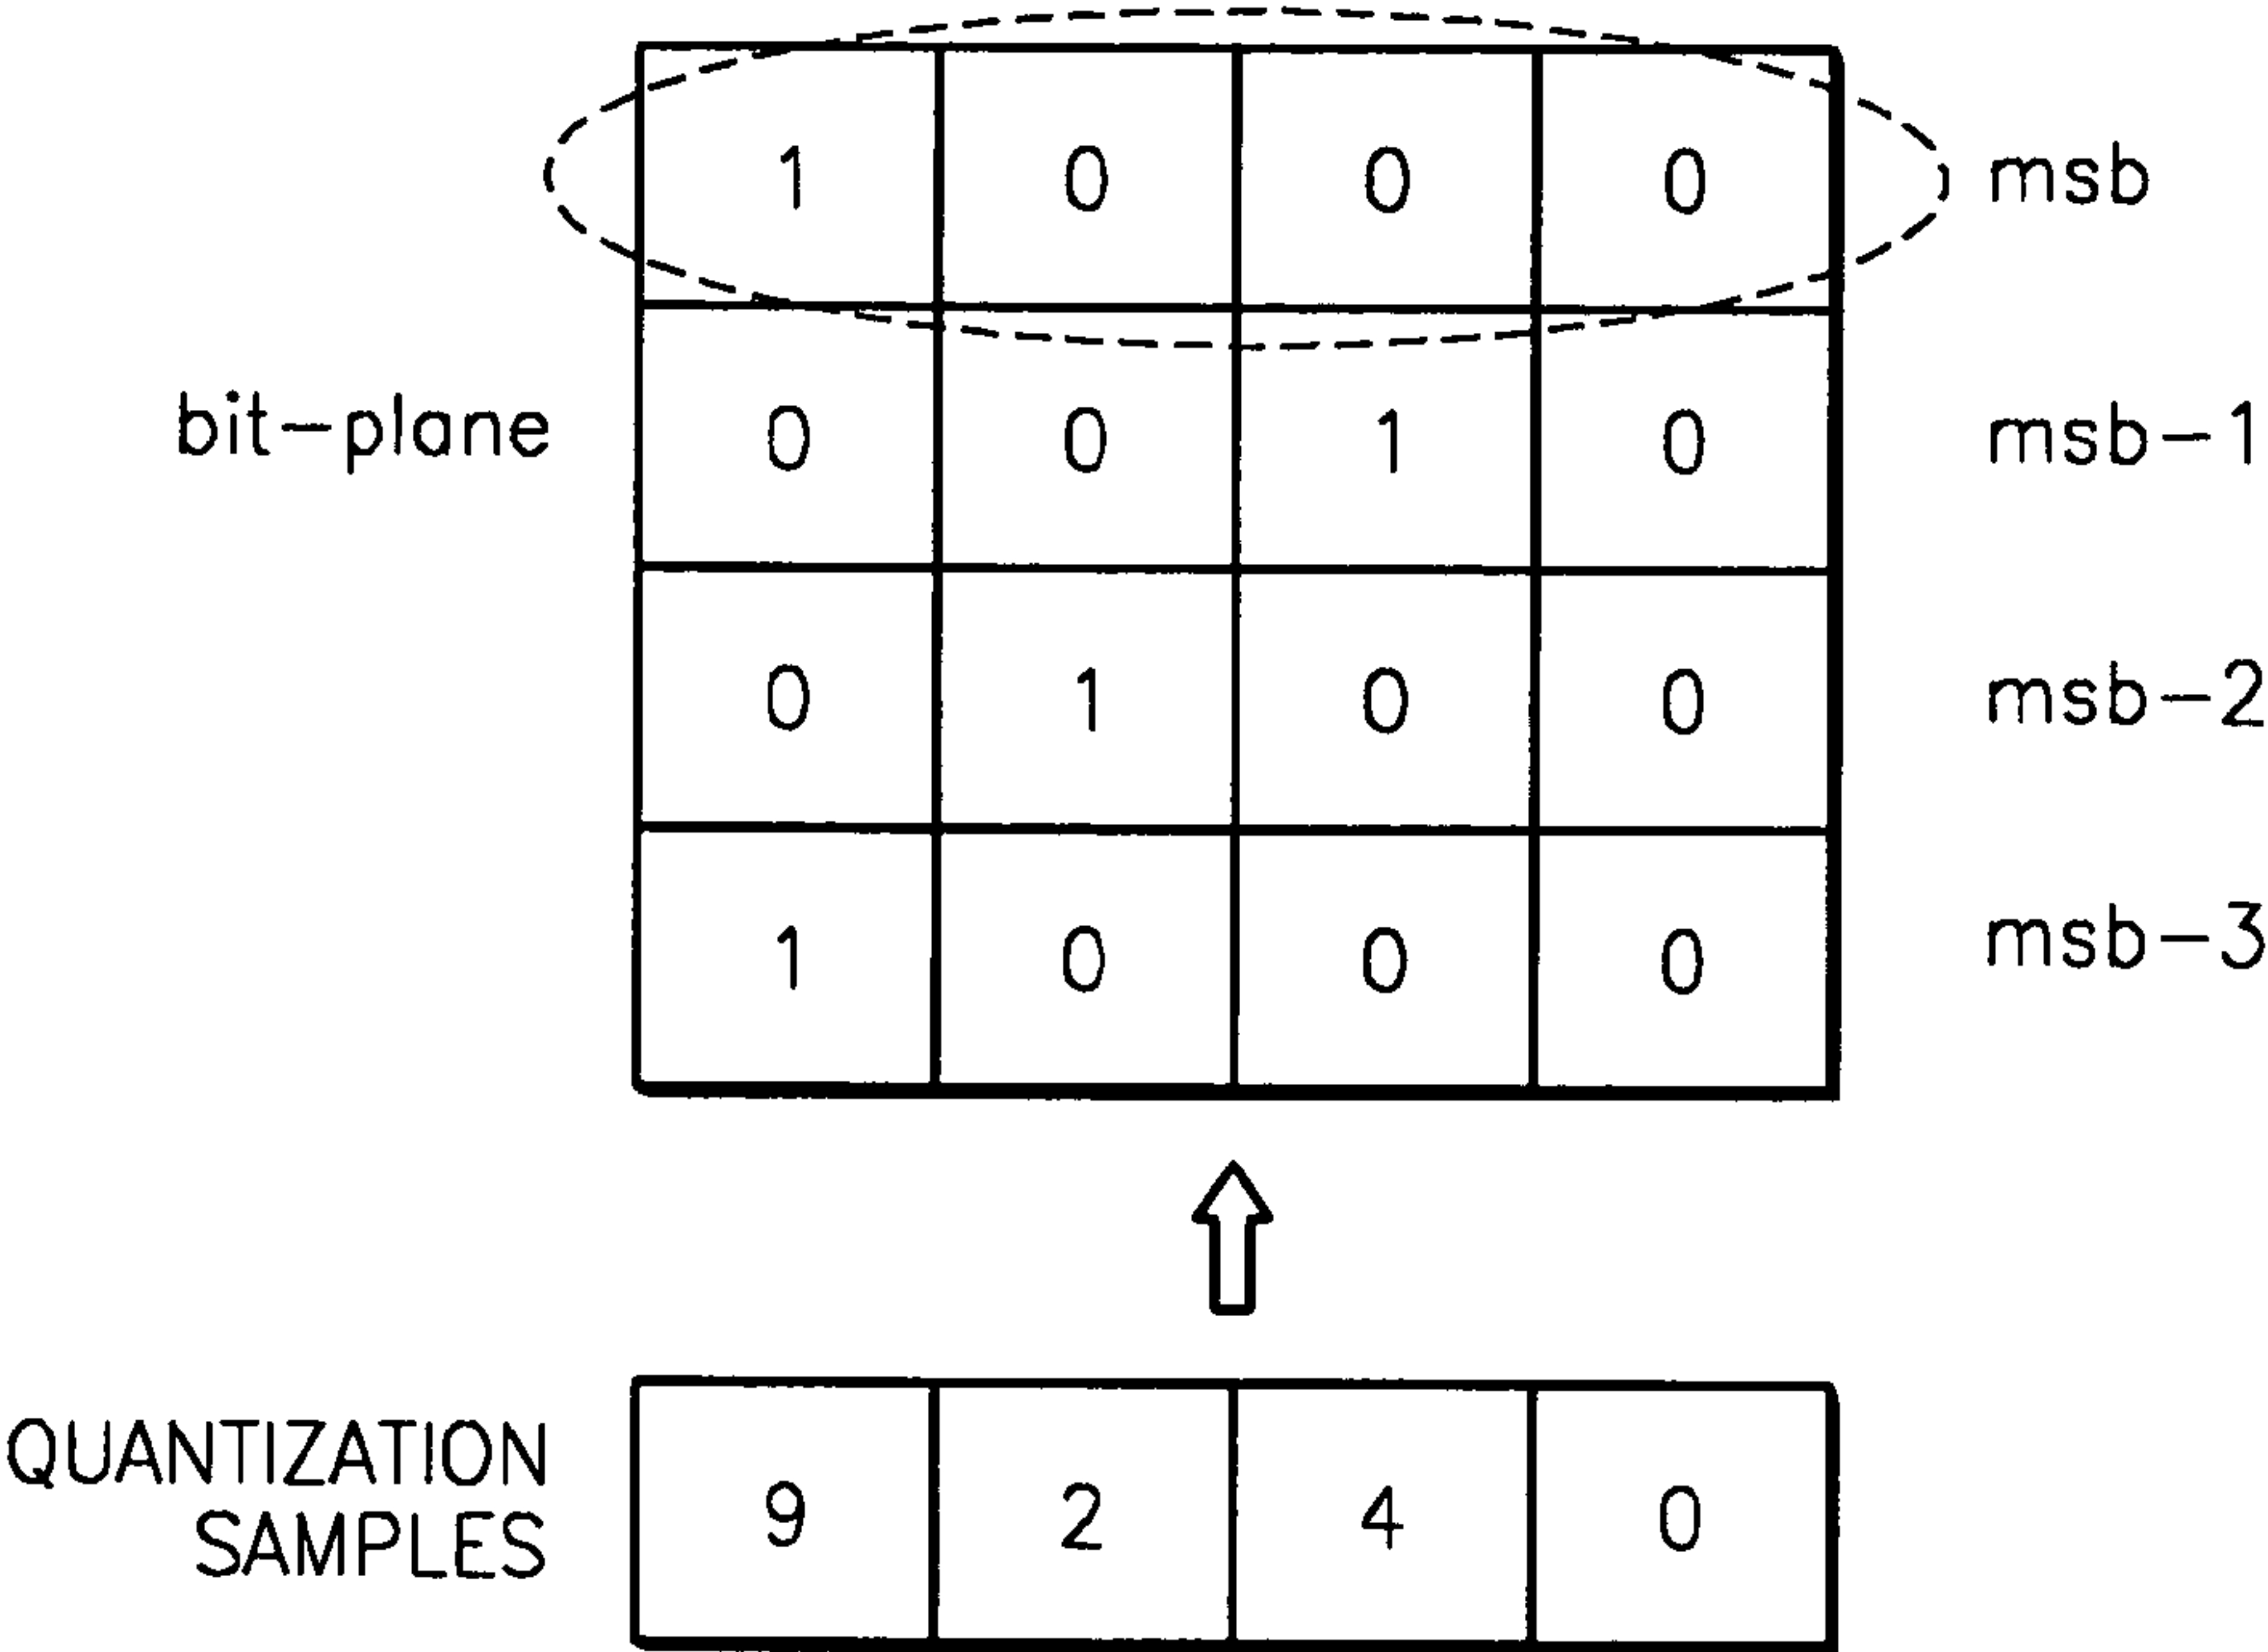 1 0 0 0 msb
bit-plane 0 0 1 0 msb-1
0 1 0 0 msb-2
1 0 0 0 msb-3
QUANTIZATION
SAMPLES
9 2 4 0